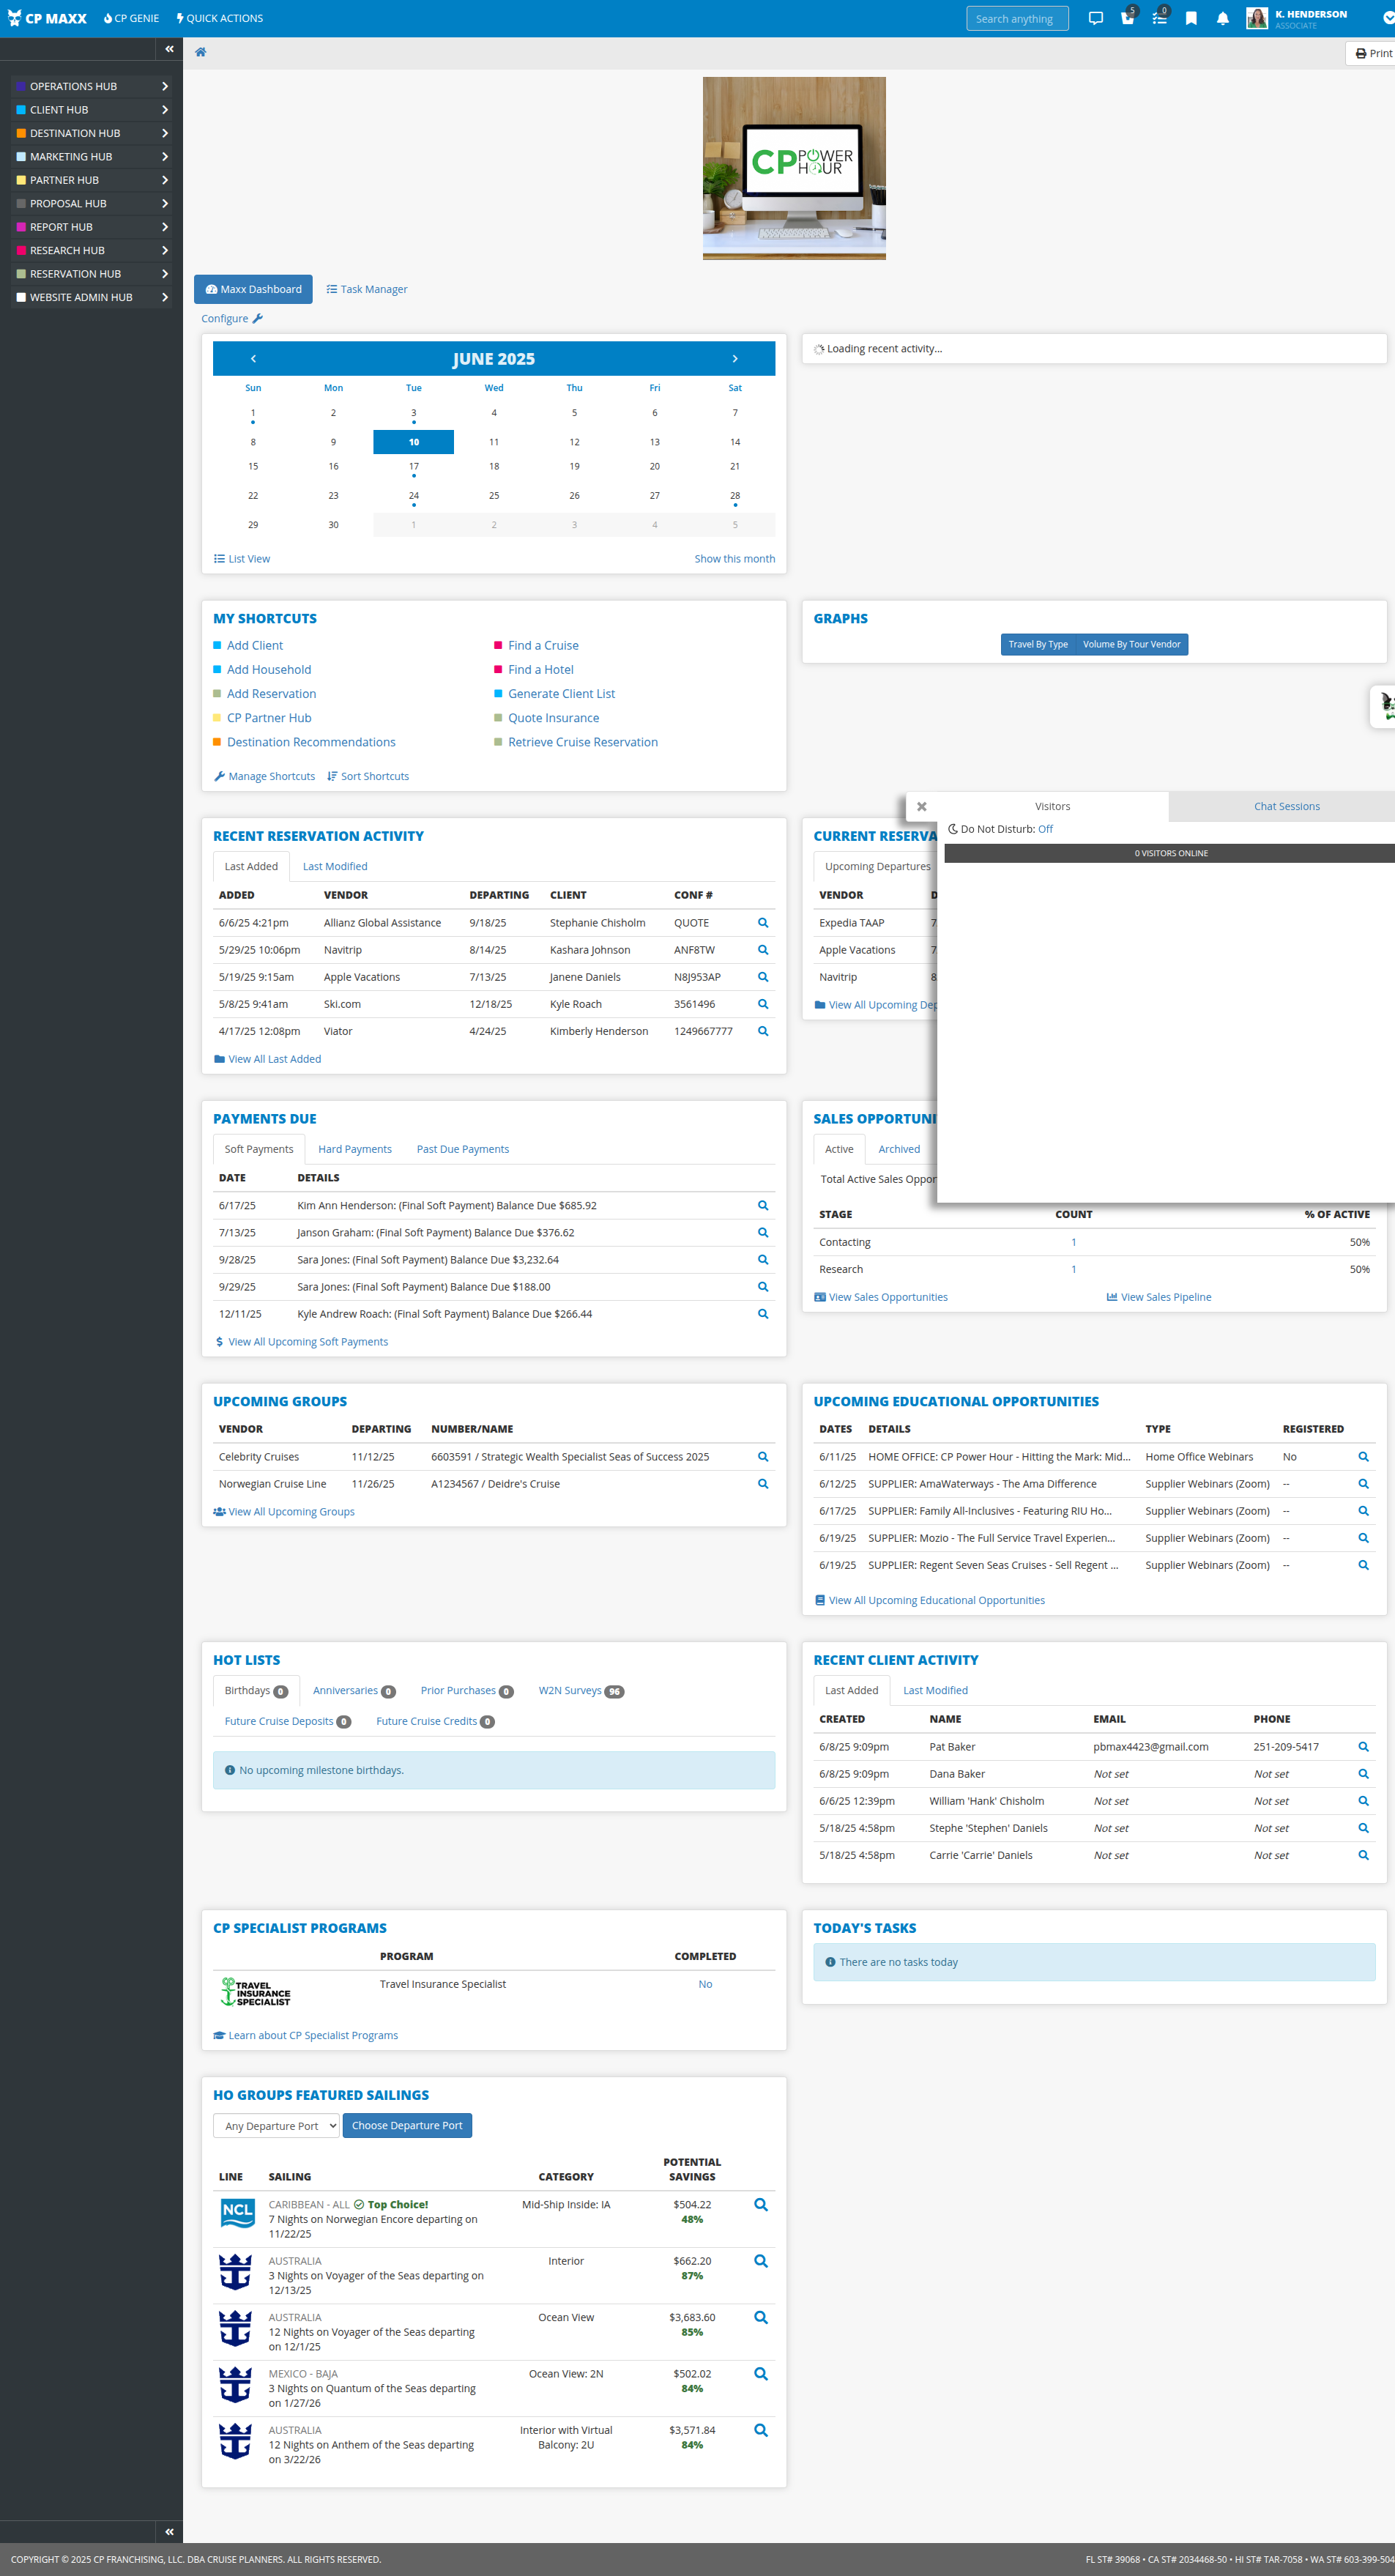 CP MAXX CP GENIE QUICK ACTIONS Search anything 5 0 K. HENDERSON
ASSOCIATE
Print
OPERATIONS HUB
CLIENT HUB
DESTINATION HUB
MARKETING HUB
PARTNER HUB
PROPOSAL HUB
REPORT HUB
RESEARCH HUB
RESERVATION HUB
WEBSITE ADMIN HUB
CP POWER HOUR
Maxx Dashboard Task Manager
Configure
JUNE 2025
Sun Mon Tue Wed Thu Fri Sat
1 2 3 4 5 6 7
8 9 10 11 12 13 14
15 16 17 18 19 20 21
22 23 24 25 26 27 28
29 30 1 2 3 4 5
List View Show this month
Loading recent activity...
MY SHORTCUTS
Add Client Find a Cruise
Add Household Find a Hotel
Add Reservation Generate Client List
CP Partner Hub Quote Insurance
Destination Recommendations Retrieve Cruise Reservation
Manage Shortcuts Sort Shortcuts
GRAPHS
Travel By Type Volume By Tour Vendor
Visitors Chat Sessions
Do Not Disturb: Off
0 VISITORS ONLINE
RECENT RESERVATION ACTIVITY
Last Added Last Modified
ADDED VENDOR DEPARTING CLIENT CONF #
6/6/25 4:21pm Allianz Global Assistance 9/18/25 Stephanie Chisholm QUOTE
5/29/25 10:06pm Navitrip 8/14/25 Kashara Johnson ANF8TW
5/19/25 9:15am Apple Vacations 7/13/25 Janene Daniels N8J953AP
5/8/25 9:41am Ski.com 12/18/25 Kyle Roach 3561496
4/17/25 12:08pm Viator 4/24/25 Kimberly Henderson 1249667777
View All Last Added
CURRENT RESERVA
Upcoming Departures
VENDOR D
Expedia TAAP 7
Apple Vacations 7
Navitrip 8
View All Upcoming Dep
PAYMENTS DUE
Soft Payments Hard Payments Past Due Payments
DATE DETAILS
6/17/25 Kim Ann Henderson: (Final Soft Payment) Balance Due $685.92
7/13/25 Janson Graham: (Final Soft Payment) Balance Due $376.62
9/28/25 Sara Jones: (Final Soft Payment) Balance Due $3,232.64
9/29/25 Sara Jones: (Final Soft Payment) Balance Due $188.00
12/11/25 Kyle Andrew Roach: (Final Soft Payment) Balance Due $266.44
View All Upcoming Soft Payments
SALES OPPORTUNI
Active Archived
Total Active Sales Oppor
STAGE COUNT % OF ACTIVE
Contacting 1 50%
Research 1 50%
View Sales Opportunities View Sales Pipeline
UPCOMING GROUPS
VENDOR DEPARTING NUMBER/NAME
Celebrity Cruises 11/12/25 6603591 / Strategic Wealth Specialist Seas of Success 2025
Norwegian Cruise Line 11/26/25 A1234567 / Deidre's Cruise
View All Upcoming Groups
UPCOMING EDUCATIONAL OPPORTUNITIES
DATES DETAILS TYPE REGISTERED
6/11/25 HOME OFFICE: CP Power Hour - Hitting the Mark: Mid... Home Office Webinars No
6/12/25 SUPPLIER: AmaWaterways - The Ama Difference Supplier Webinars (Zoom) --
6/17/25 SUPPLIER: Family All-Inclusives - Featuring RIU Ho... Supplier Webinars (Zoom) --
6/19/25 SUPPLIER: Mozio - The Full Service Travel Experien... Supplier Webinars (Zoom) --
6/19/25 SUPPLIER: Regent Seven Seas Cruises - Sell Regent ... Supplier Webinars (Zoom) --
View All Upcoming Educational Opportunities
HOT LISTS
Birthdays 0 Anniversaries 0 Prior Purchases 0 W2N Surveys 96
Future Cruise Deposits 0 Future Cruise Credits 0
No upcoming milestone birthdays.
RECENT CLIENT ACTIVITY
Last Added Last Modified
CREATED NAME EMAIL PHONE
6/8/25 9:09pm Pat Baker pbmax4423@gmail.com 251-209-5417
6/8/25 9:09pm Dana Baker Not set Not set
6/6/25 12:39pm William 'Hank' Chisholm Not set Not set
5/18/25 4:58pm Stephe 'Stephen' Daniels Not set Not set
5/18/25 4:58pm Carrie 'Carrie' Daniels Not set Not set
CP SPECIALIST PROGRAMS
PROGRAM COMPLETED
TRAVEL INSURANCE SPECIALIST Travel Insurance Specialist No
Learn about CP Specialist Programs
TODAY'S TASKS
There are no tasks today
HO GROUPS FEATURED SAILINGS
Any Departure Port Choose Departure Port
LINE SAILING CATEGORY POTENTIAL SAVINGS
NCL CARIBBEAN - ALL Top Choice! Mid-Ship Inside: IA $504.22
7 Nights on Norwegian Encore departing on 48%
11/22/25
AUSTRALIA Interior $662.20
3 Nights on Voyager of the Seas departing on 87%
12/13/25
AUSTRALIA Ocean View $3,683.60
12 Nights on Voyager of the Seas departing 85%
on 12/1/25
MEXICO - BAJA Ocean View: 2N $502.02
3 Nights on Quantum of the Seas departing 84%
on 1/27/26
AUSTRALIA Interior with Virtual $3,571.84
12 Nights on Anthem of the Seas departing Balcony: 2U 84%
on 3/22/26
COPYRIGHT © 2025 CP FRANCHISING, LLC. DBA CRUISE PLANNERS. ALL RIGHTS RESERVED. FL ST# 39068 • CA ST# 2034468-50 • HI ST# TAR-7058 • WA ST# 603-399-504